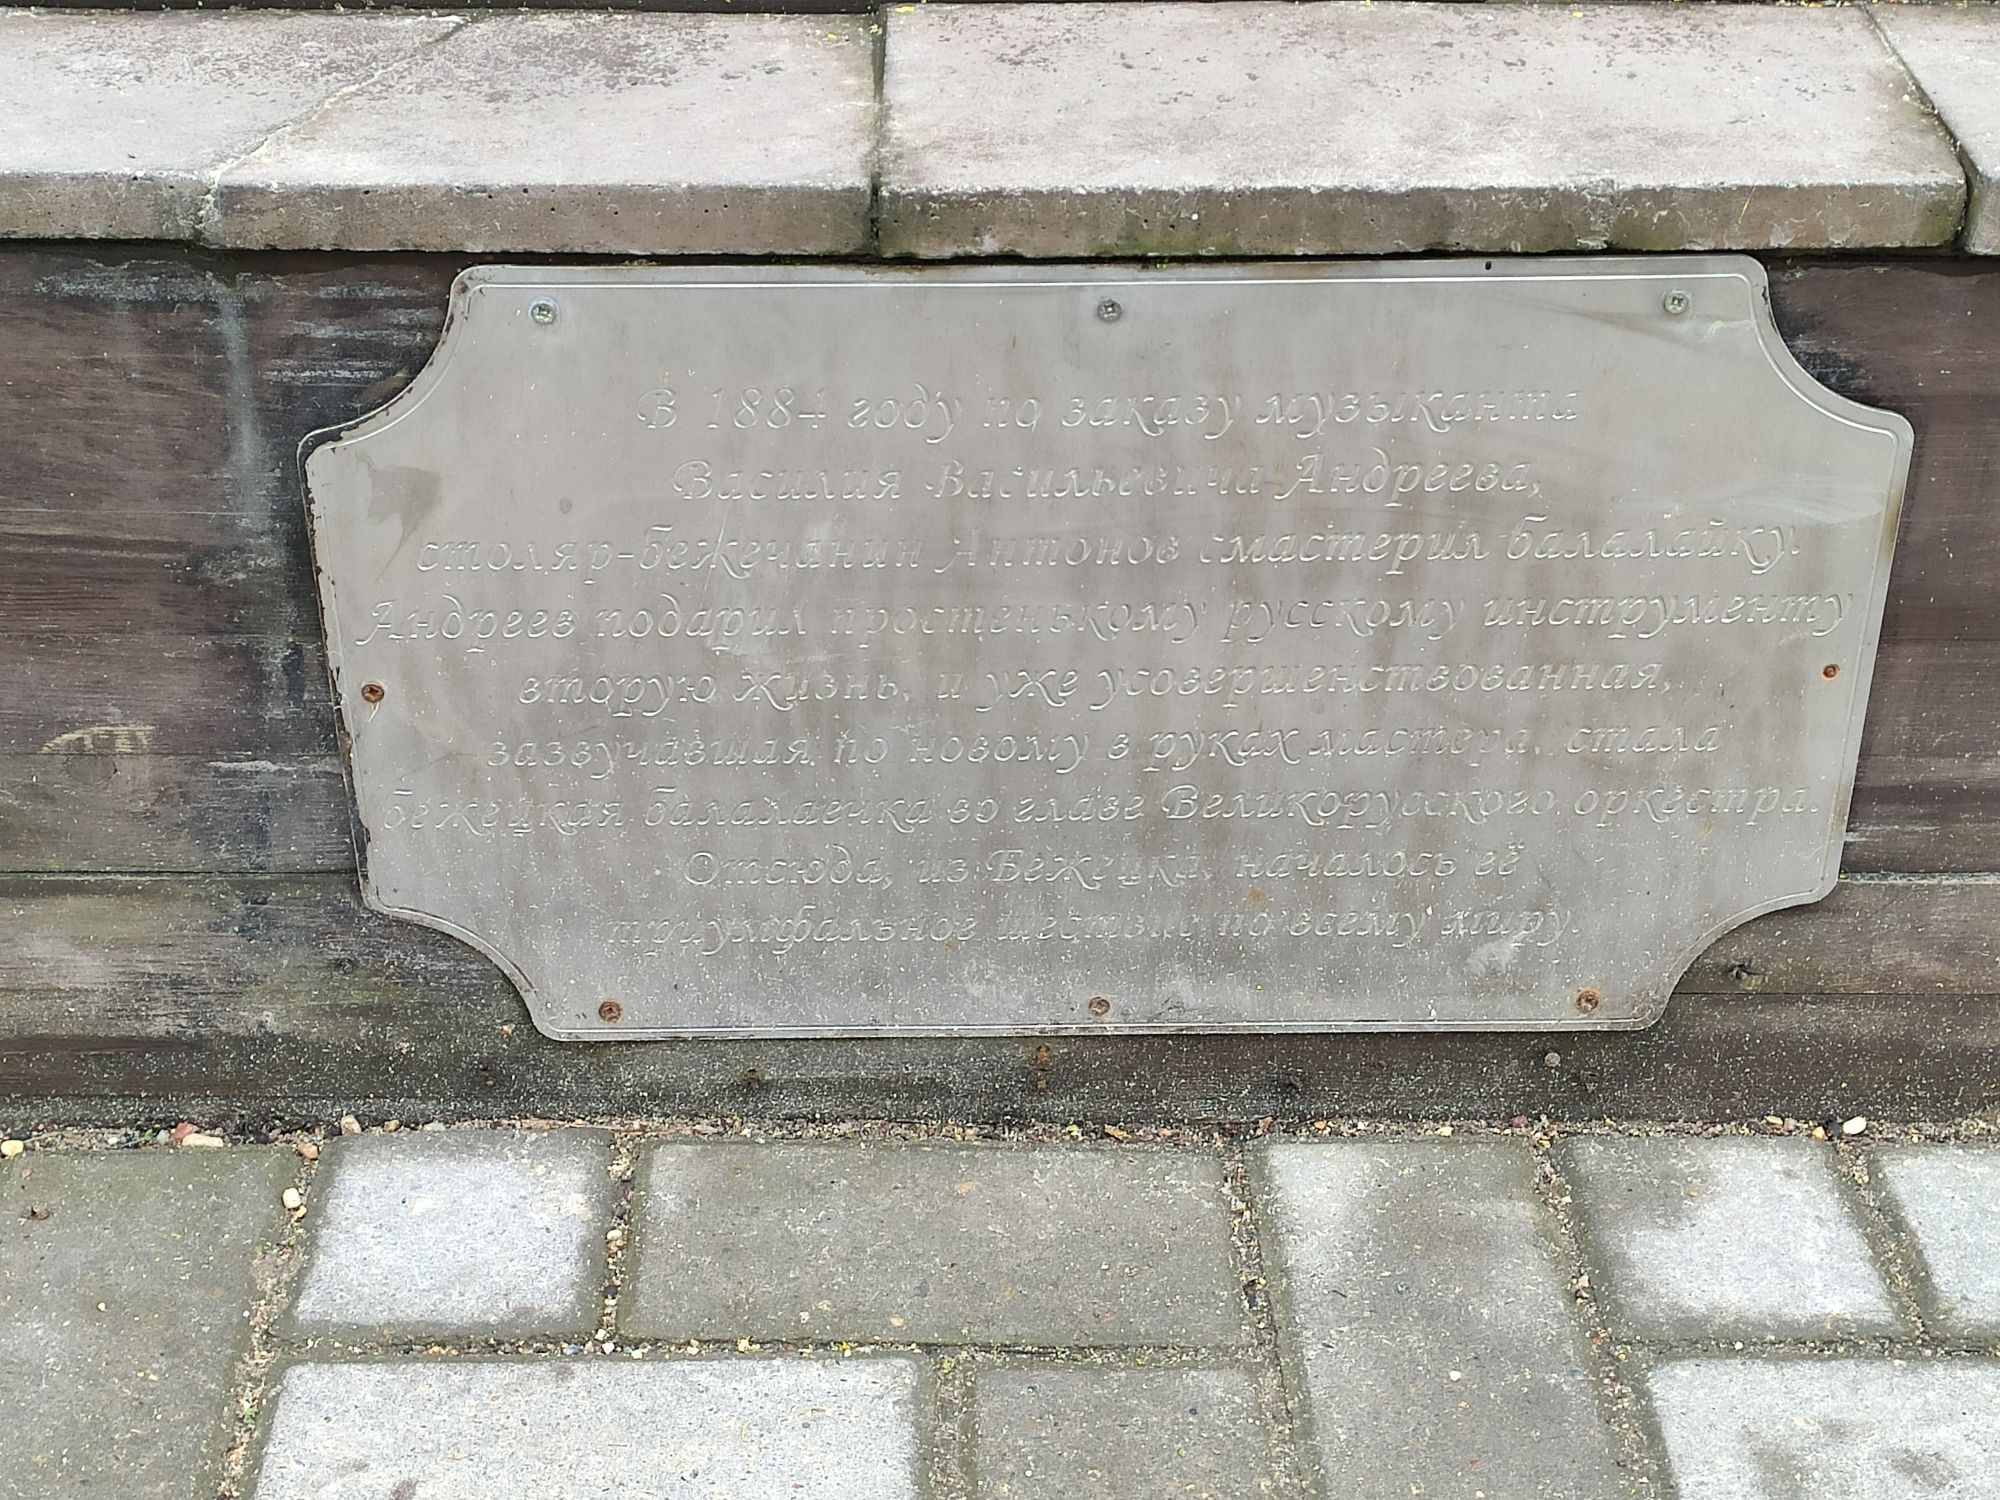 В 1884 году по заказу музыканта
Василия Васильевича Андреева,
столяр-бежечанин Антонов смастерил балалайку.
Андреев подарил простенькому русскому инструменту
вторую жизнь, и уже усовершенствованная,
зазвучавшая по новому в руках мастера, стала
бежецкая балалаечка во главе Великорусского оркестра.
Отсюда, из Бежецка, началось её
триумфальное шествие по всему миру.